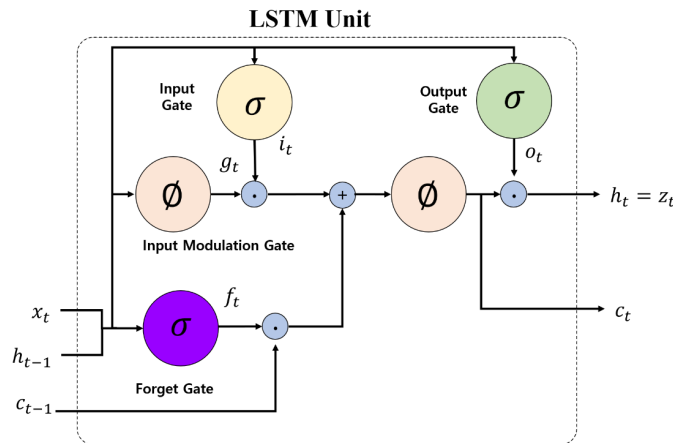 LSTM Unit
Input
Gate
σ
i_t
Output
Gate
σ
o_t
g_t
∅
·
+
∅
·
h_t = z_t
Input Modulation Gate
x_t
h_{t-1}
σ
f_t
·
c_t
Forget Gate
c_{t-1}